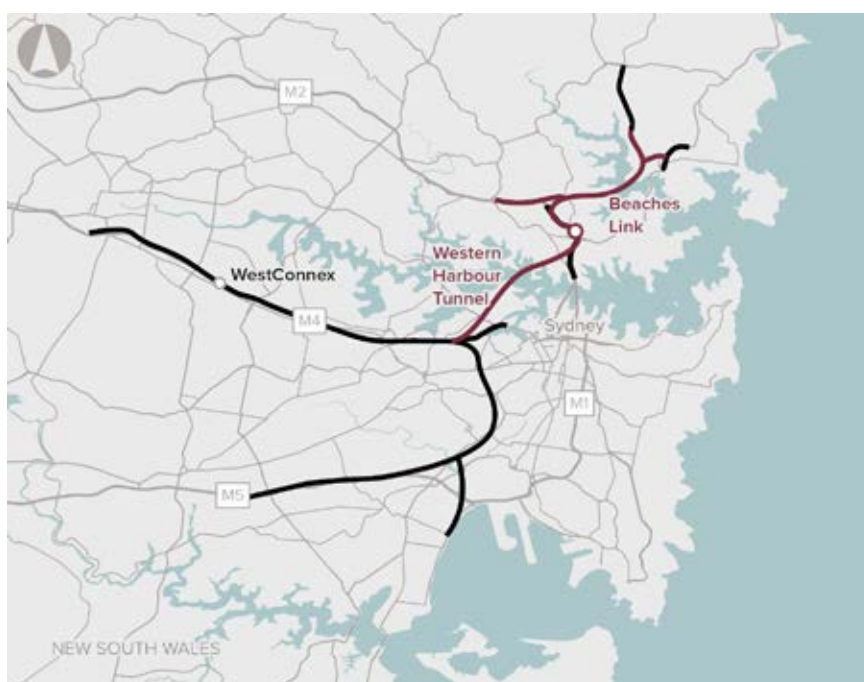 M2
Beaches
Link
Western
Harbour
Tunnel
WestConnex
M4
Sydney
M1
M5
NEW SOUTH WALES